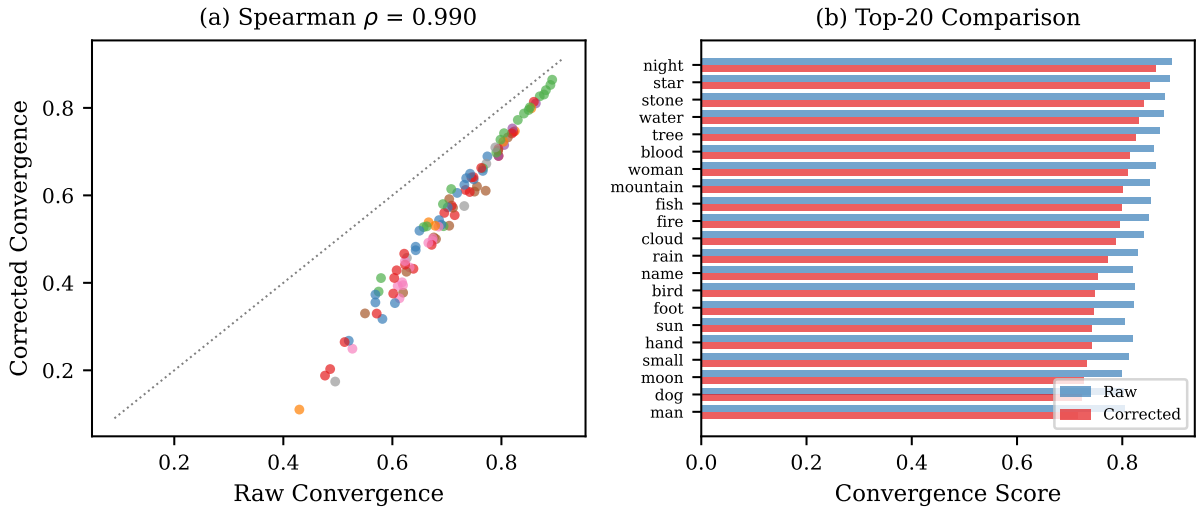 (a) Spearman ρ = 0.990
Corrected Convergence
0.8
0.6
0.4
0.2
0.2 0.4 0.6 0.8
Raw Convergence
(b) Top-20 Comparison
night
star
stone
water
tree
blood
woman
mountain
fish
fire
cloud
rain
name
bird
foot
sun
hand
small
moon
dog
man
Raw
Corrected
0.0 0.2 0.4 0.6 0.8
Convergence Score